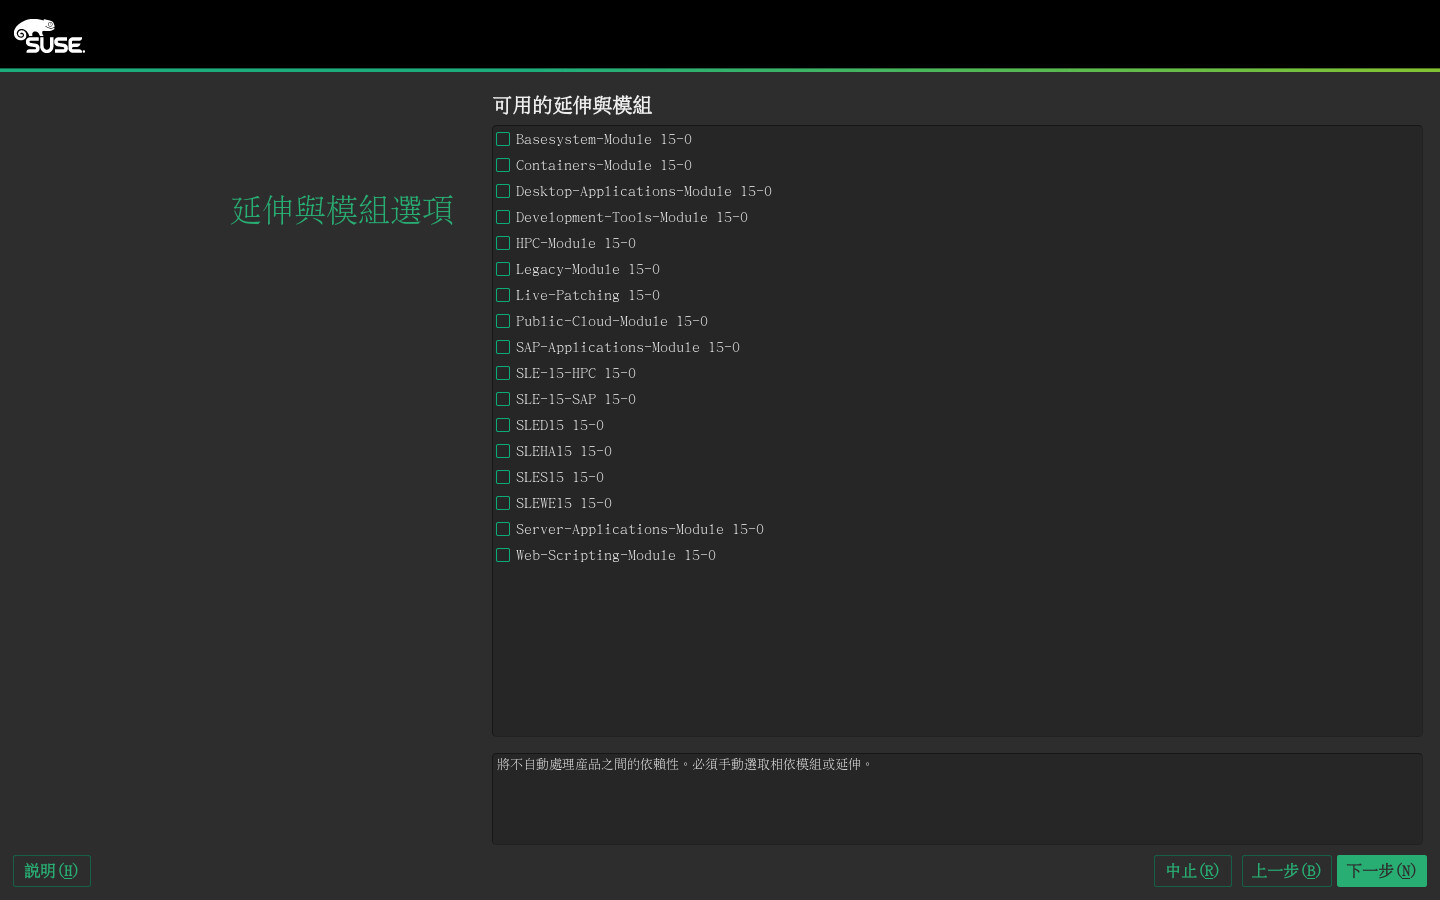 SUSE.
可用的延伸與模組
Basesystem-Module 15-0
Containers-Module 15-0
Desktop-Applications-Module 15-0
延伸與模組選項
Development-Tools-Module 15-0
HPC-Module 15-0
Legacy-Module 15-0
Live-Patching 15-0
Public-Cloud-Module 15-0
SAP-Applications-Module 15-0
SLE-15-HPC 15-0
SLE-15-SAP 15-0
SLED15 15-0
SLEHA15 15-0
SLES15 15-0
SLEWE15 15-0
Server-Applications-Module 15-0
Web-Scripting-Module 15-0
將不自動處理産品之間的依賴性。必須手動選取相依模組或延伸。
説明(H)
中止(R)
上一步(B)
下一步(N)